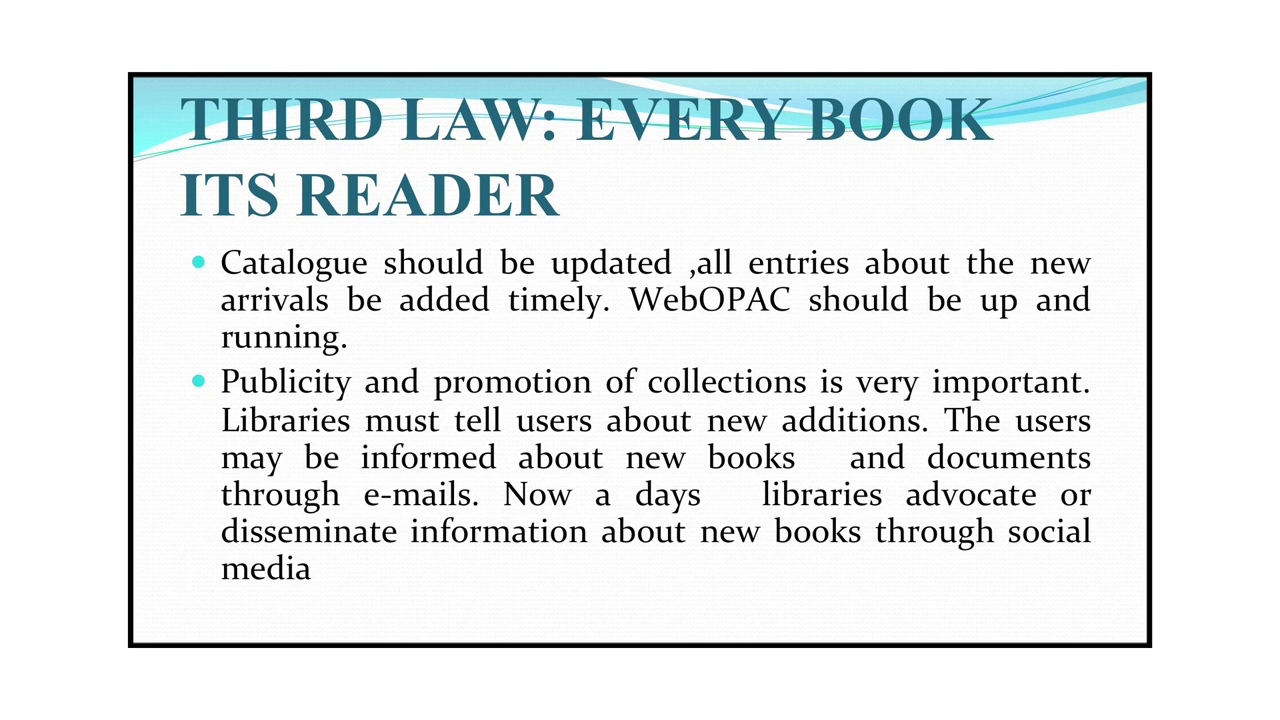 THIRD LAW: EVERY BOOK
ITS READER
• Catalogue should be updated ,all entries about the new
arrivals be added timely. WebOPAC should be up and
running.
• Publicity and promotion of collections is very important.
Libraries must tell users about new additions. The users
may be informed about new books and documents
through e-mails. Now a days libraries advocate or
disseminate information about new books through social
media